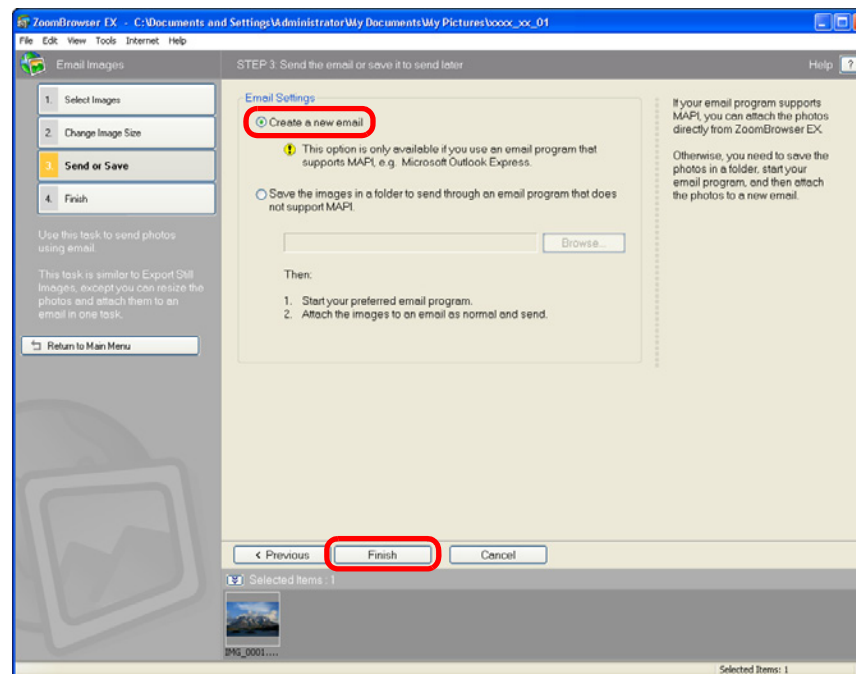 ZoomBrowser EX - C:\Documents and Settings\Administrator\My Documents\My Pictures\xxxx_xx_01
File Edit View Tools Internet Help
Email Images
STEP 3: Send the email or save it to send later
Help ?
1. Select Images
2. Change Image Size
3. Send or Save
4. Finish
Use this task to send photos
using email.
This task is similar to Export Still
Images, except you can resize the
photos and attach them to an
email in one task.
Return to Main Menu
Email Settings
Create a new email
This option is only available if you use an email program that
supports MAPI, e.g. Microsoft Outlook Express.
Save the images in a folder to send through an email program that does
not support MAPI.
Browse...
Then:
1. Start your preferred email program.
2. Attach the images to an email as normal and send.
If your email program supports
MAPI, you can attach the photos
directly from ZoomBrowser EX.
Otherwise, you need to save the
photos in a folder, start your
email program, and then attach
the photos to a new email.
< Previous
Finish
Cancel
Selected Items : 1
IMG_0001....
Selected Items: 1